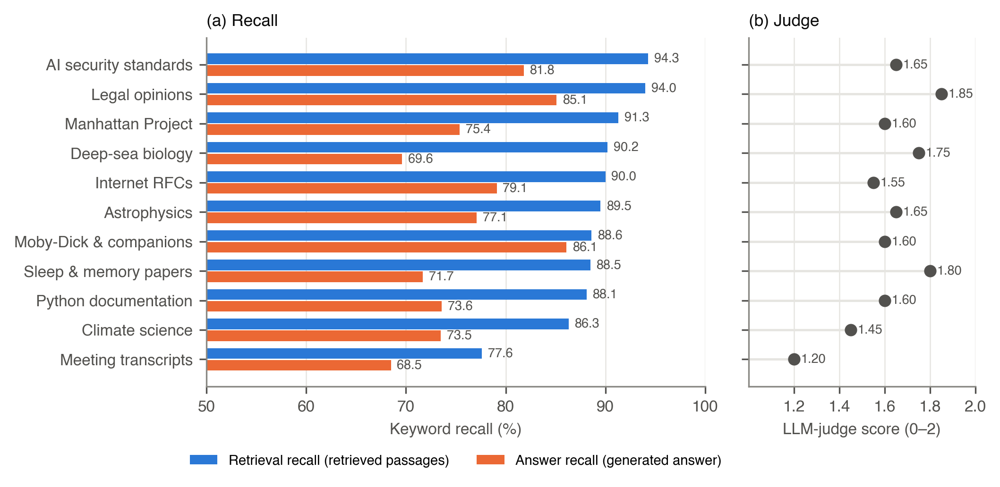 (a) Recall
(b) Judge
AI security standards 94.3 81.8 1.65
Legal opinions 94.0 85.1 1.85
Manhattan Project 91.3 75.4 1.60
Deep-sea biology 90.2 69.6 1.75
Internet RFCs 90.0 79.1 1.55
Astrophysics 89.5 77.1 1.65
Moby-Dick & companions 88.6 86.1 1.60
Sleep & memory papers 88.5 71.7 1.80
Python documentation 88.1 73.6 1.60
Climate science 86.3 73.5 1.45
Meeting transcripts 77.6 68.5 1.20
50 60 70 80 90 100
1.2 1.4 1.6 1.8 2.0
Keyword recall (%)
LLM-judge score (0–2)
Retrieval recall (retrieved passages)
Answer recall (generated answer)